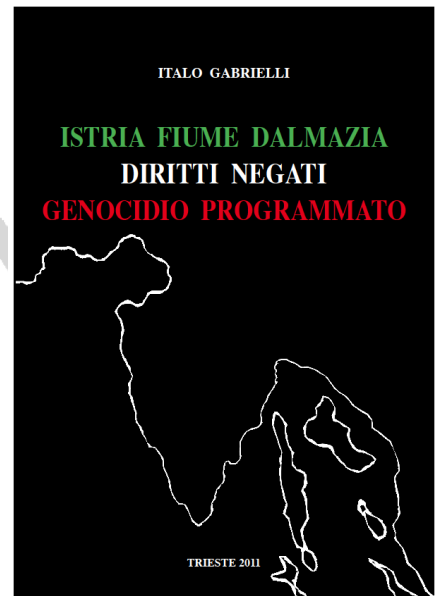 ITALO GABRIELLI
ISTRIA FIUME DALMAZIA
DIRITTI NEGATI
GENOCIDIO PROGRAMMATO
TRIESTE 2011